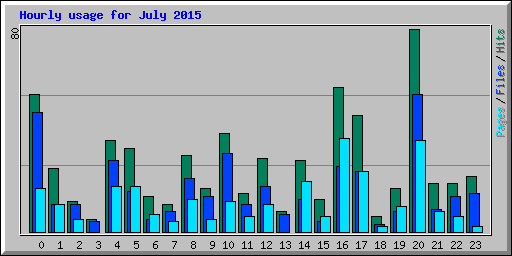 Hourly usage for July 2015
80
Pages / Files / Hits
0 1 2 3 4 5 6 7 8 9 10 11 12 13 14 15 16 17 18 19 20 21 22 23